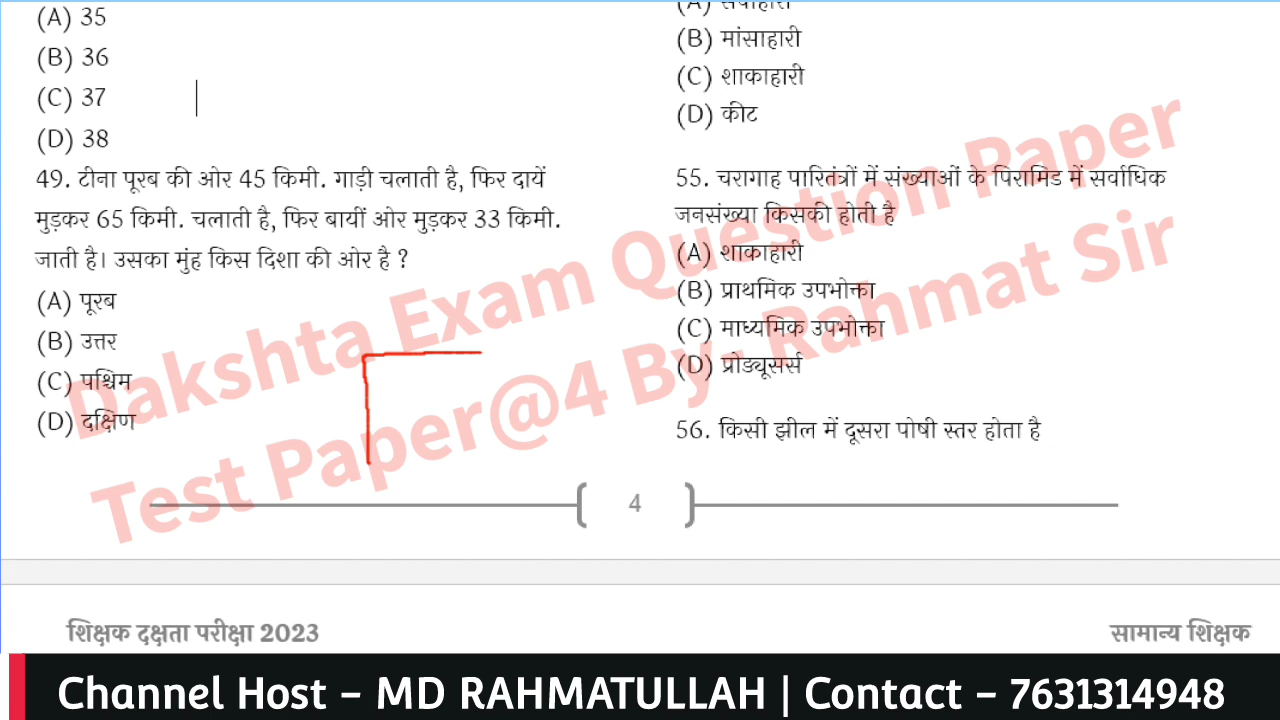 (A) 35
(B) 36
(C) 37
(D) 38
49. टीना पूरब की ओर 45 किमी. गाड़ी चलाती है, फिर दायें
मुड़कर 65 किमी. चलाती है, फिर बायीं ओर मुड़कर 33 किमी.
जाती है। उसका मुंह किस दिशा की ओर है ?
(A) पूरब
(B) उत्तर
(C) पश्चिम
(D) दक्षिण
(B) मांसाहारी
(C) शाकाहारी
(D) कीट
55. चरागाह पारितंत्रों में संख्याओं के पिरामिड में सर्वाधिक
जनसंख्या किसकी होती है
(A) शाकाहारी
(B) प्राथमिक उपभोक्ता
(C) माध्यमिक उपभोक्ता
(D) प्रोड्यूसर्स
56. किसी झील में दूसरा पोषी स्तर होता है
Dakshta Exam Question Paper
Test Paper@4 By- Rahmat Sir
4
शिक्षक दक्षता परीक्षा 2023
सामान्य शिक्षक
Channel Host – MD RAHMATULLAH | Contact – 7631314948